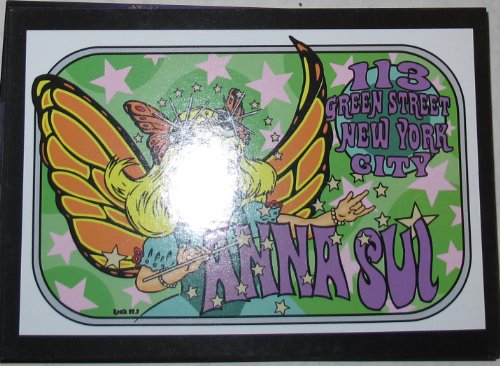 113
GREEN STREET
NEW YORK
CITY
ANNA SUI